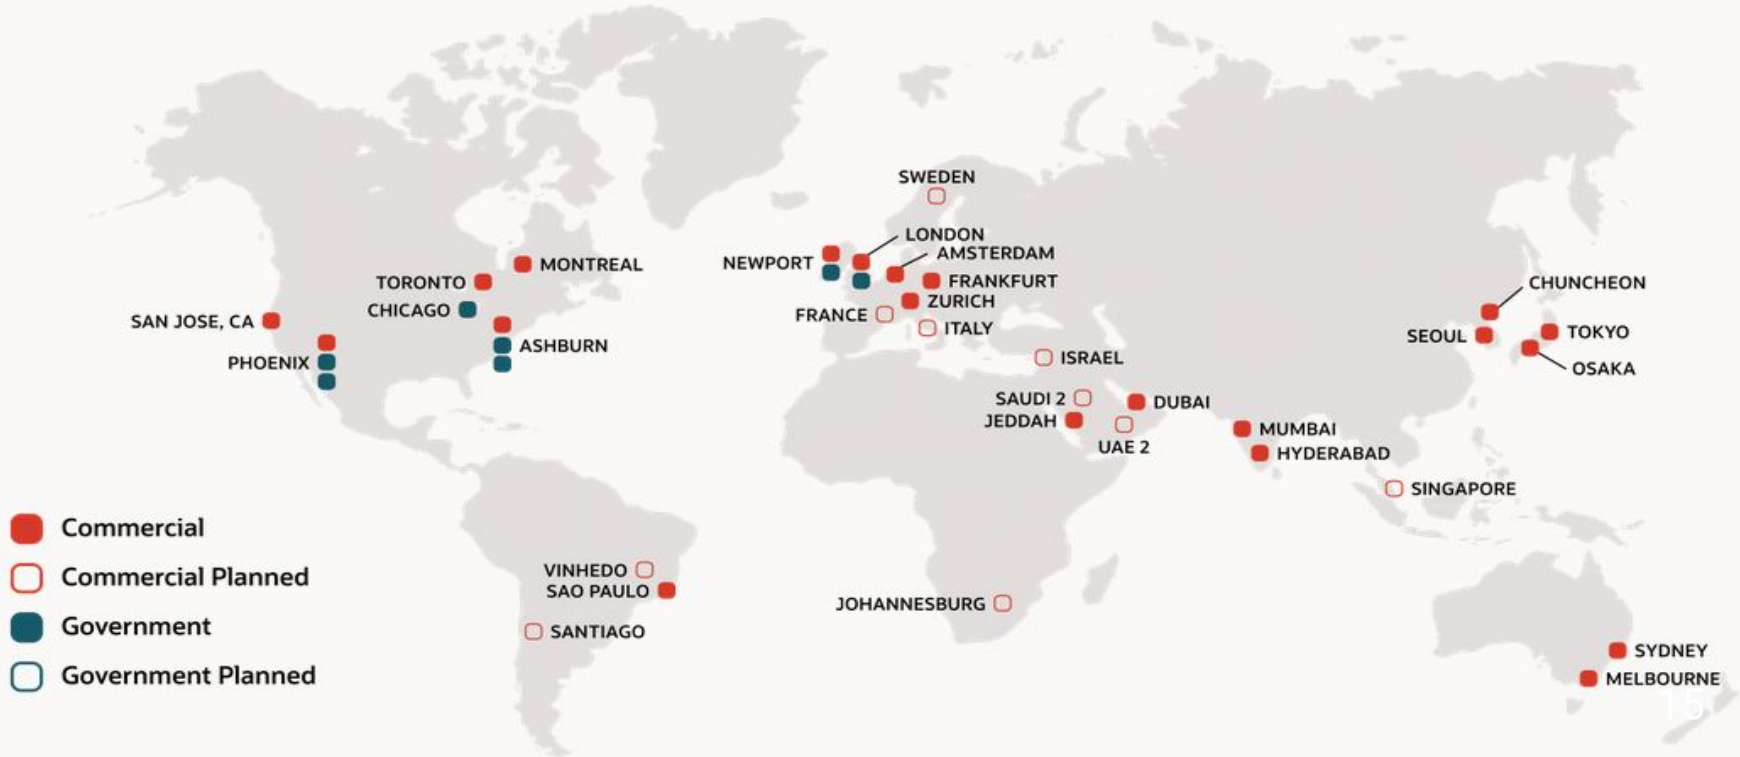 SWEDEN
LONDON
AMSTERDAM
NEWPORT
MONTREAL
TORONTO
FRANKFURT
CHUNCHEON
ZURICH
CHICAGO
FRANCE
SAN JOSE, CA
ITALY
TOKYO
SEOUL
ASHBURN
ISRAEL
PHOENIX
OSAKA
SAUDI 2
DUBAI
JEDDAH
MUMBAI
UAE 2
HYDERABAD
SINGAPORE
Commercial
VINHEDO
Commercial Planned
SAO PAULO
JOHANNESBURG
Government
SANTIAGO
SYDNEY
Government Planned
MELBOURNE
15